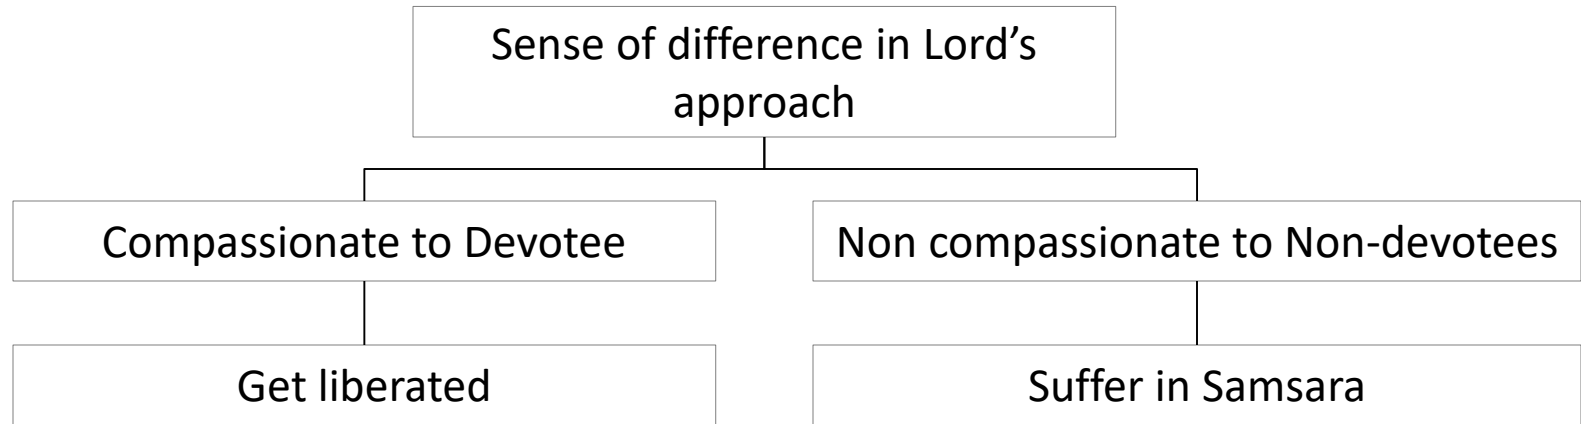 Sense of difference in Lord’s
approach
Compassionate to Devotee
Non compassionate to Non-devotees
Get liberated
Suffer in Samsara